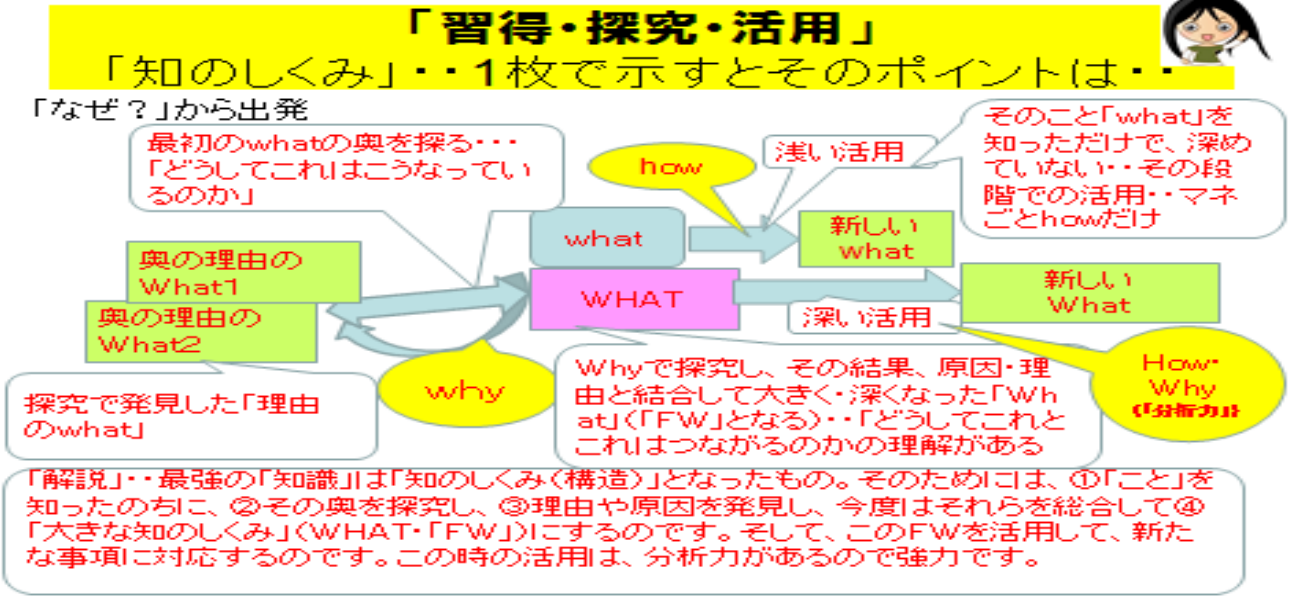 「習得・探究・活用」
「知のしくみ」・・1枚で示すとそのポイントは・・
「なぜ?」から出発
最初のwhatの奥を探る・・・
「どうしてこれはこうなってい
るのか」
how
浅い活用
そのこと「what」を
知っただけで、深め
ていない・・その段
階での活用・・マネ
ごとhowだけ
what
新しい
what
奥の理由の
What1
WHAT
新しい
What
奥の理由の
What2
深い活用
why
探究で発見した「理由
のwhat」
Whyで探究し、その結果、原因・理
由と結合して大きく・深くなった「Wh
at」(「FW」となる)・・「どうしてこれと
これはつながるのかの理解がある
How・
Why
(「分析力」)
「解説」・・最強の「知識」は「知のしくみ(構造)」となったもの。そのためには、①「こと」を
知ったのちに、②その奥を探究し、③理由や原因を発見し、今度はそれらを総合して④
「大きな知のしくみ」(WHAT・「FW」)にするのです。そして、このFWを活用して、新た
な事項に対応するのです。この時の活用は、分析力があるので強力です。